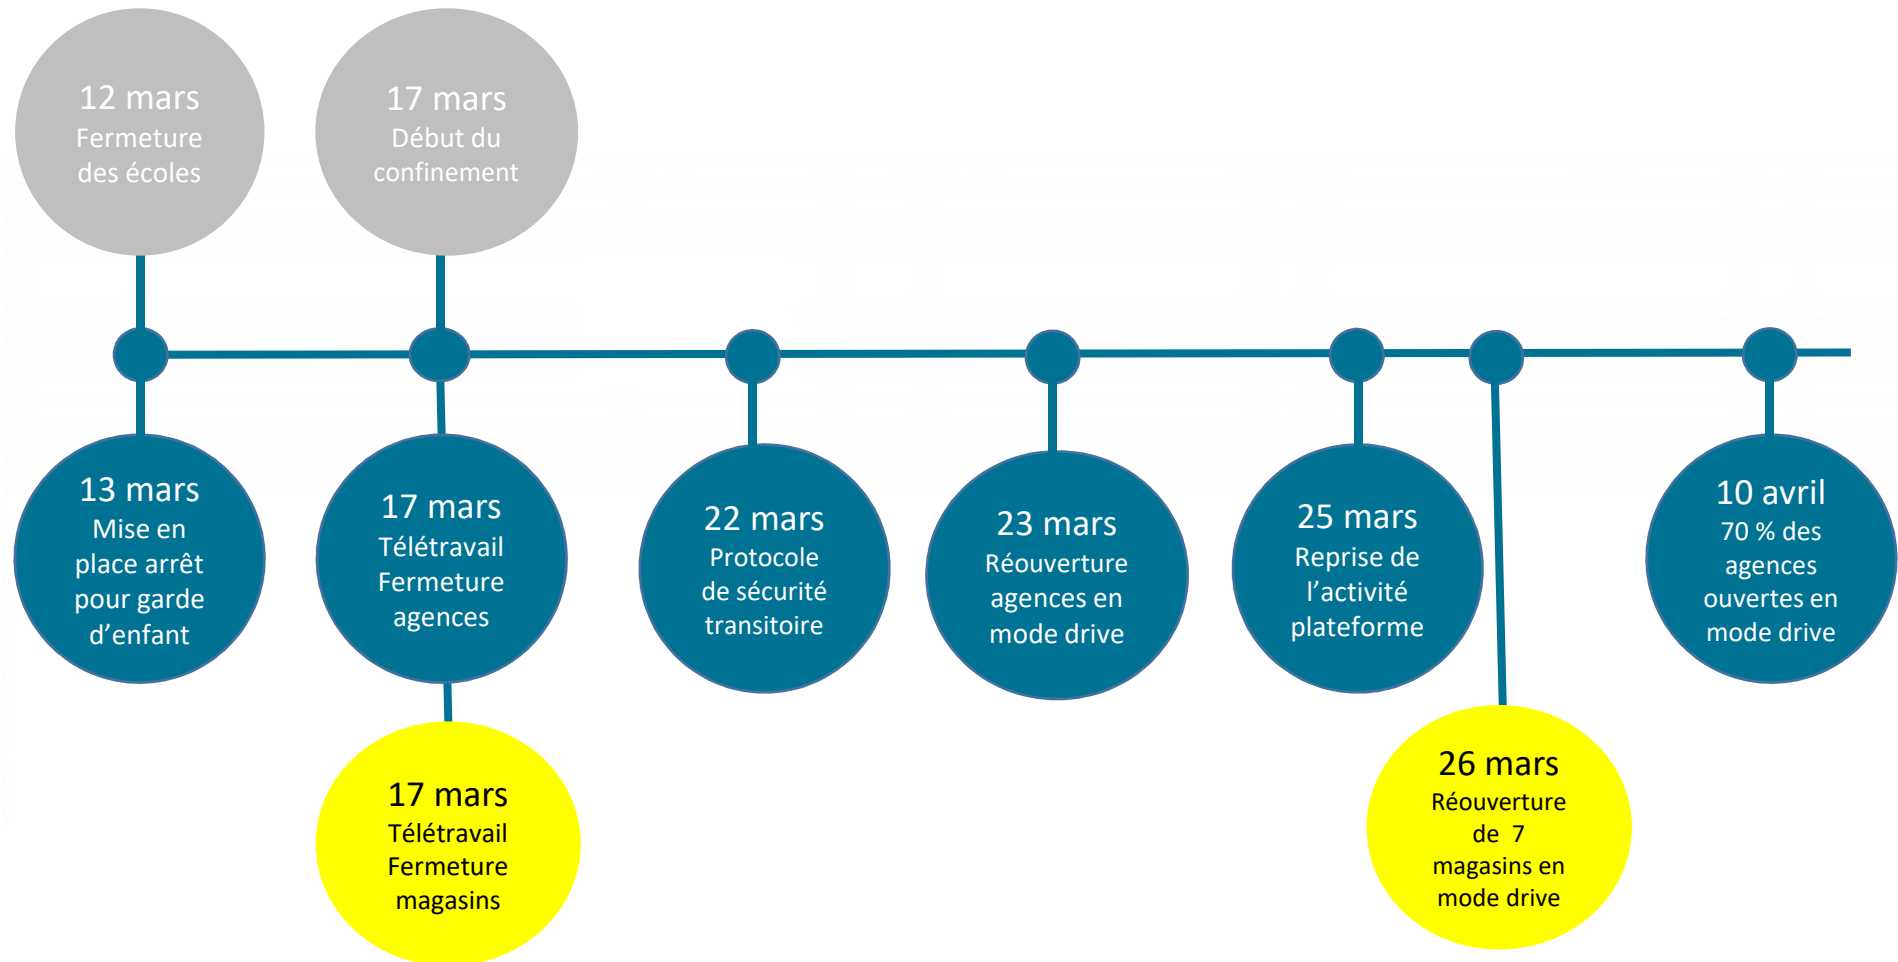 12 mars
Fermeture
des écoles
17 mars
Début du
confinement
13 mars
Mise en
place arrêt
pour garde
d’enfant
17 mars
Télétravail
Fermeture
agences
22 mars
Protocole
de sécurité
transitoire
23 mars
Réouverture
agences en
mode drive
25 mars
Reprise de
l’activité
plateforme
10 avril
70 % des
agences
ouvertes en
mode drive
17 mars
Télétravail
Fermeture
magasins
26 mars
Réouverture
de 7
magasins en
mode drive